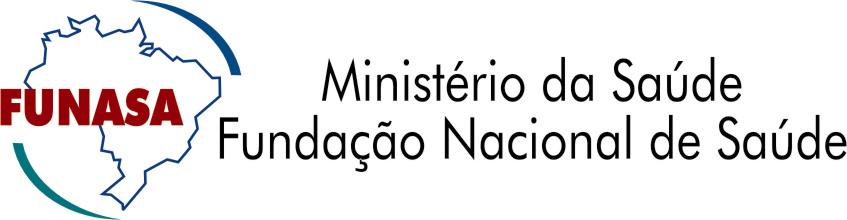 FUNASA
Ministério da Saúde
Fundação Nacional de Saúde